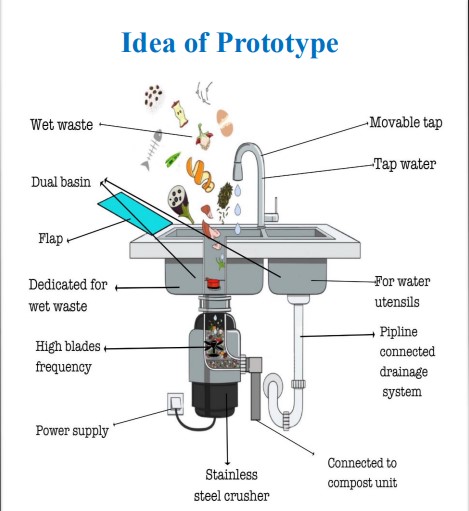 Idea of Prototype
Wet waste
Movable tap
Tap water
Dual basin
Flap
Dedicated for
wet waste
For water
utensils
High blades
frequency
Pipline
connected
drainage
system
Power supply
Stainless
steel crusher
Connected to
compost unit